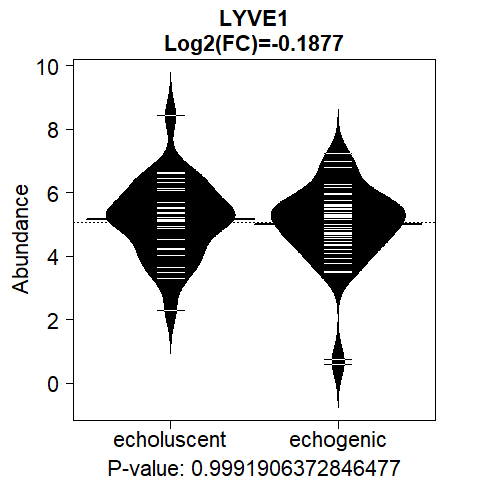 LYVE1
Log2(FC)=-0.1877
Abundance
10
8
6
4
2
0
echoluscent echogenic
P-value: 0.9991906372846477